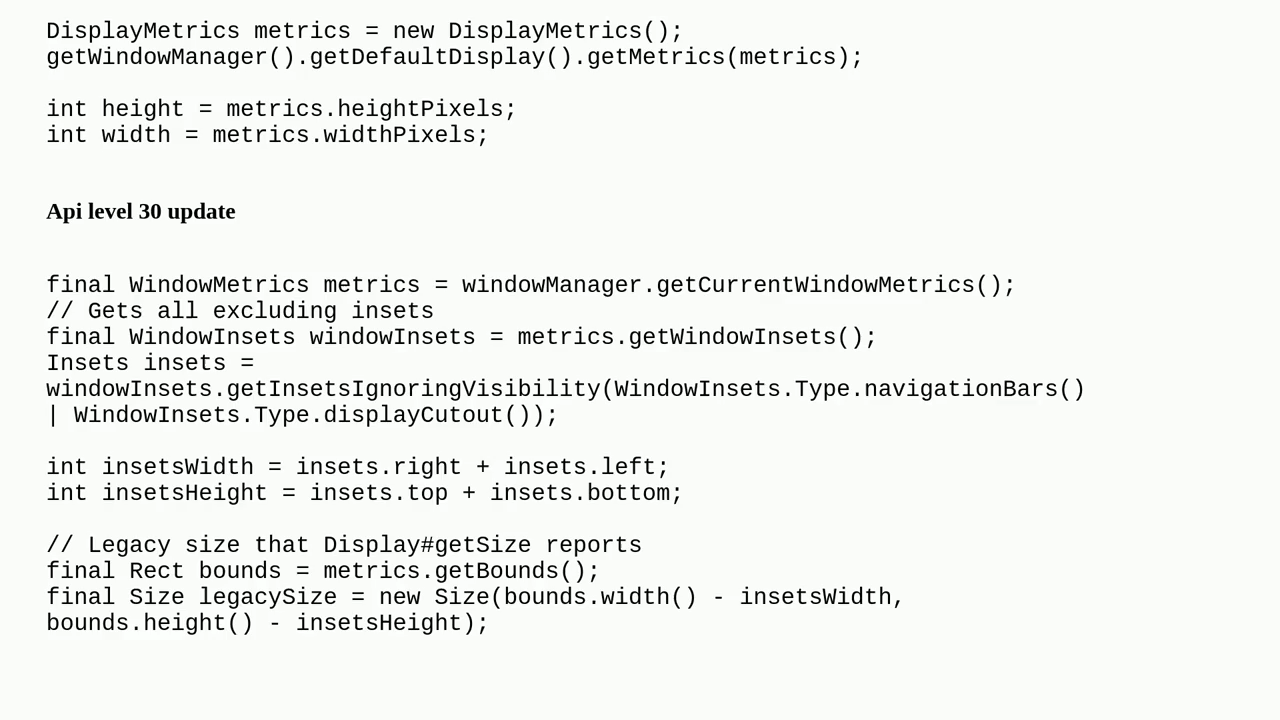 DisplayMetrics metrics = new DisplayMetrics();
getWindowManager().getDefaultDisplay().getMetrics(metrics);
int height = metrics.heightPixels;
int width = metrics.widthPixels;
Api level 30 update
final WindowMetrics metrics = windowManager.getCurrentWindowMetrics();
// Gets all excluding insets
final WindowInsets windowInsets = metrics.getWindowInsets();
Insets insets =
windowInsets.getInsetsIgnoringVisibility(WindowInsets.Type.navigationBars()
| WindowInsets.Type.displayCutout());
int insetsWidth = insets.right + insets.left;
int insetsHeight = insets.top + insets.bottom;
// Legacy size that Display#getSize reports
final Rect bounds = metrics.getBounds();
final Size legacySize = new Size(bounds.width() - insetsWidth,
bounds.height() - insetsHeight);